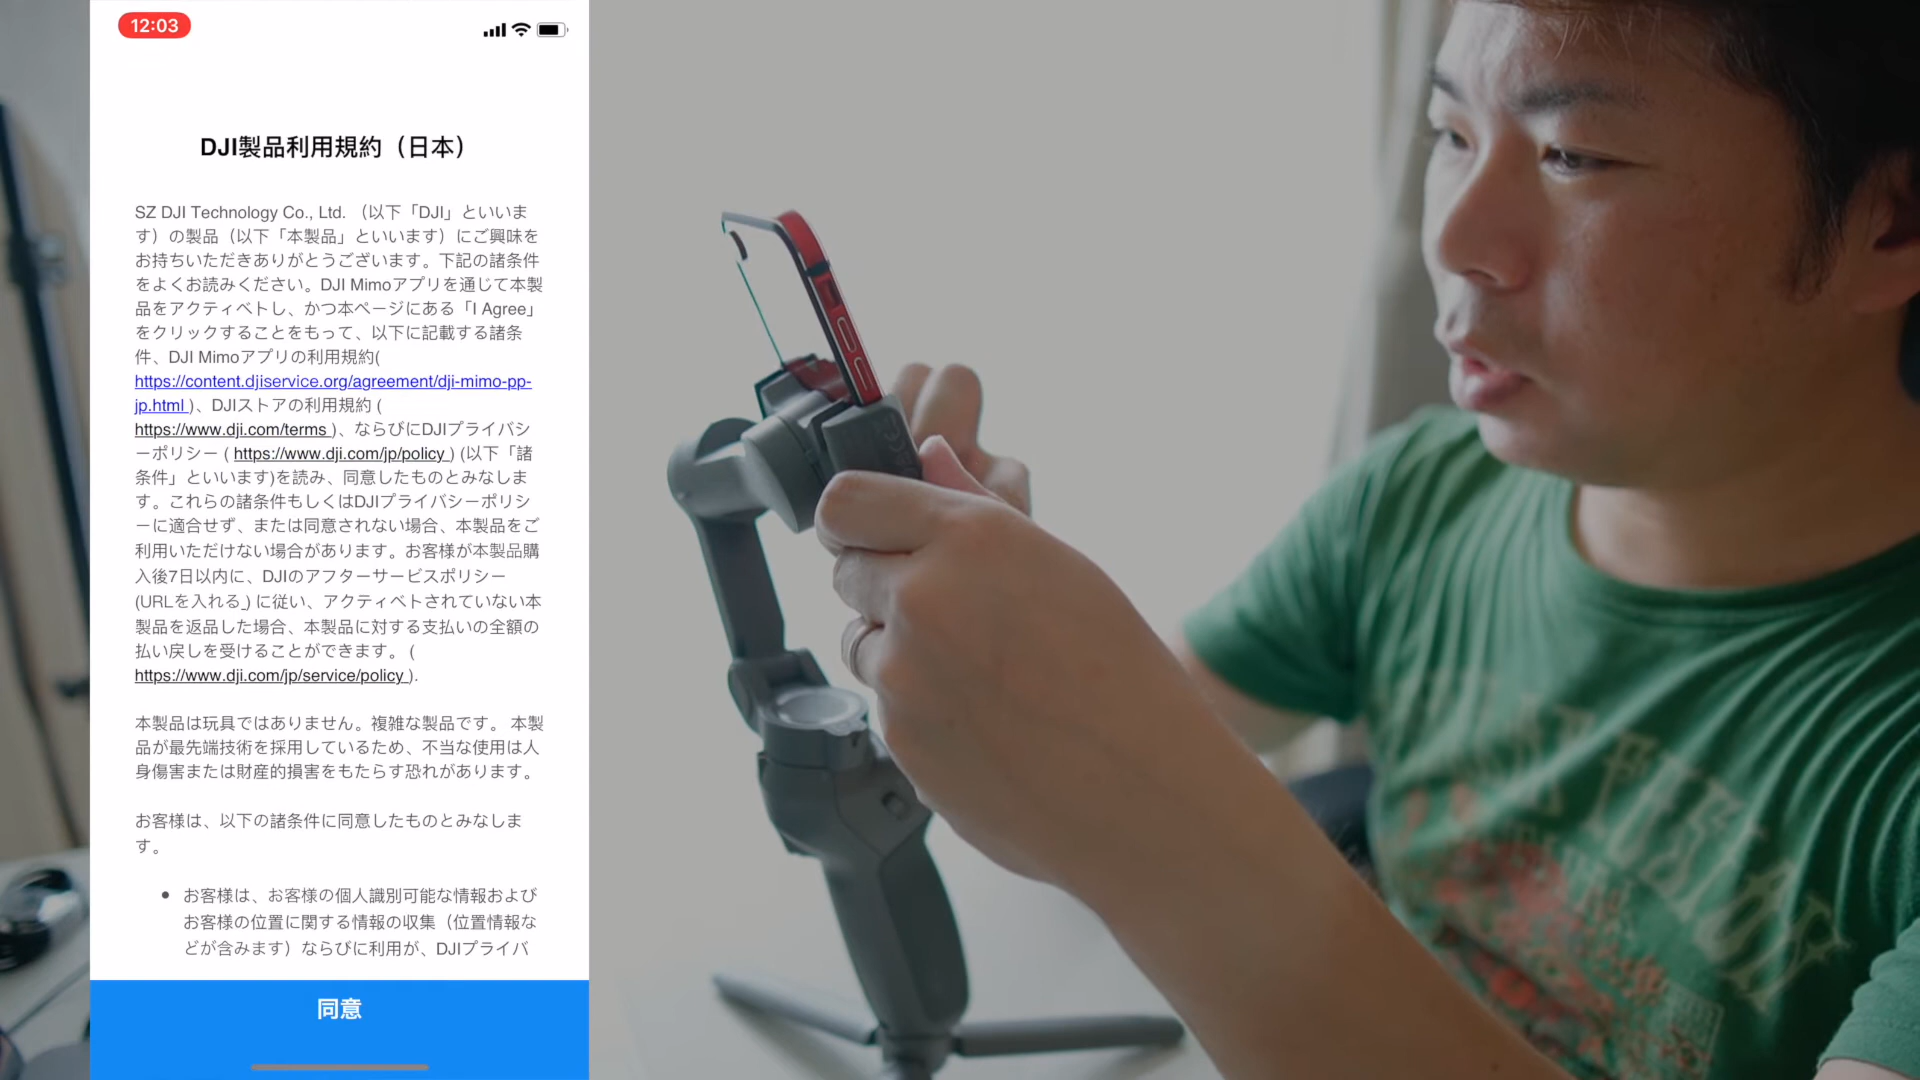 12:03
DJI製品利用規約（日本）
SZ DJI Technology Co., Ltd. （以下「DJI」といいま
す）の製品（以下「本製品」といいます）にご興味を
お持ちいただきありがとうございます。下記の諸条件
をよくお読みください。DJI Mimoアプリを通じて本製
品をアクティベトし、かつ本ページにある「I Agree」
をクリックすることをもって、以下に記載する諸条
件、DJI Mimoアプリの利用規約(
https://content.djiservice.org/agreement/dji-mimo-pp-
jp.html )、DJIストアの利用規約 (
https://www.dji.com/terms )、ならびにDJIプライバシ
ーポリシー ( https://www.dji.com/jp/policy ) (以下「諸
条件」といいます)を読み、同意したものとみなしま
す。これらの諸条件もしくはDJIプライバシーポリシ
ーに適合せず、または同意されない場合、本製品をご
利用いただけない場合があります。お客様が本製品購
入後7日以内に、DJIのアフターサービスポリシー
(URLを入れる ) に従い、アクティベトされていない本
製品を返品した場合、本製品に対する支払いの全額の
払い戻しを受けることができます。 (
https://www.dji.com/jp/service/policy ).
本製品は玩具ではありません。複雑な製品です。 本製
品が最先端技術を採用しているため、不当な使用は人
身傷害または財産的損害をもたらす恐れがあります。
お客様は、以下の諸条件に同意したものとみなしま
す。
• お客様は、お客様の個人識別可能な情報および
お客様の位置に関する情報の収集（位置情報な
どが含みます）ならびに利用が、DJIプライバ
同意